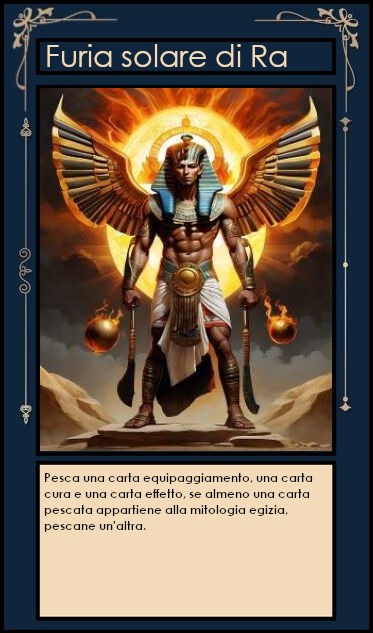 Furia solare di Ra
Pesca una carta equipaggiamento, una carta
cura e una carta effetto, se almeno una carta
pescata appartiene alla mitologia egizia,
pescane un'altra.